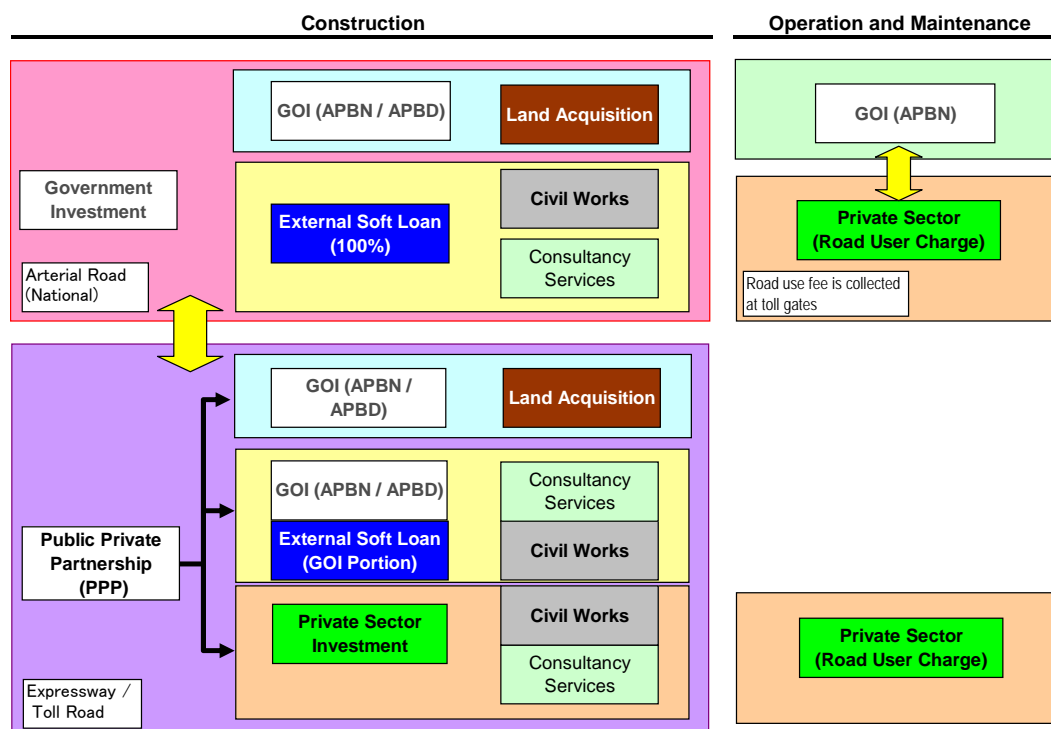 Construction
Operation and Maintenance
GOI (APBN / APBD)
Land Acquisition
Government
Investment
External Soft Loan
(100%)
Civil Works
Consultancy
Services
Arterial Road
(National)
GOI (APBN)
Private Sector
(Road User Charge)
Road use fee is collected
at toll gates
GOI (APBN /
APBD)
Land Acquisition
Public Private
Partnership
(PPP)
GOI (APBN / APBD)
Consultancy
Services
External Soft Loan
(GOI Portion)
Civil Works
Private Sector
Investment
Civil Works
Consultancy
Services
Expressway /
Toll Road
Private Sector
(Road User Charge)